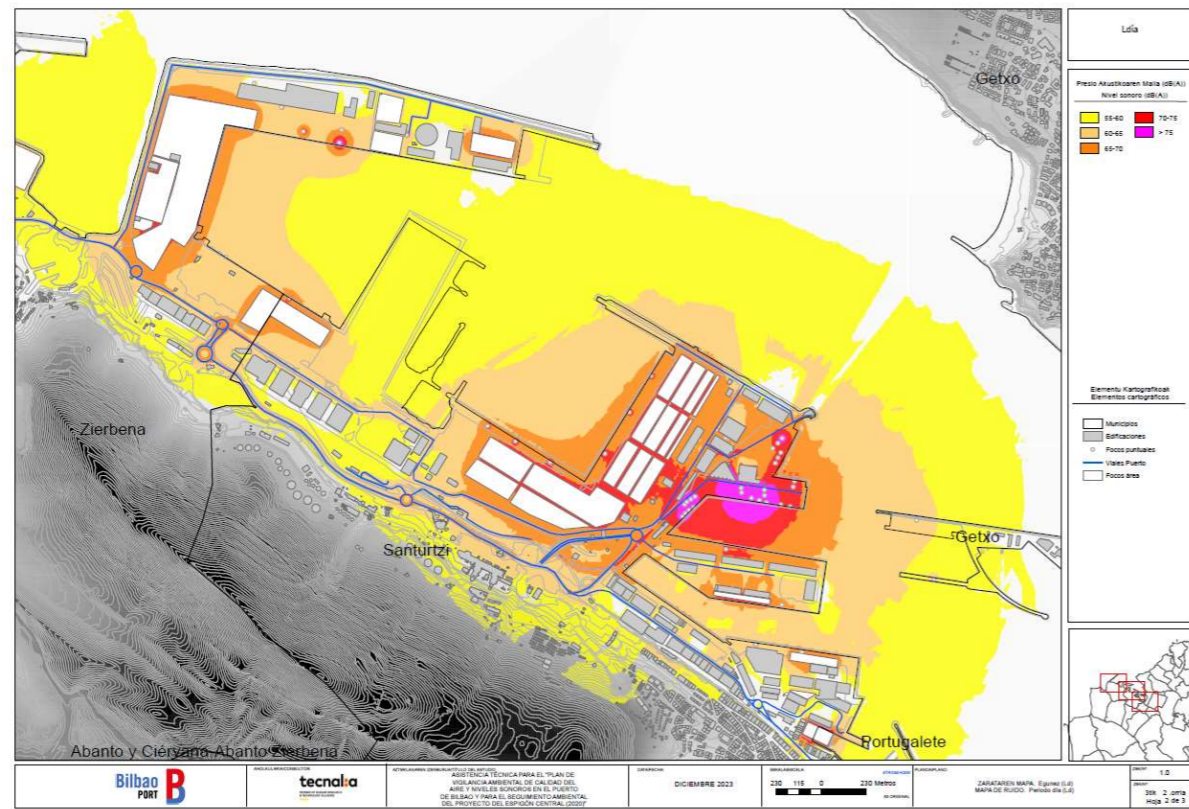 Getxo
Zierbena
Santurtzi
Getxo
Abanto y Ciérvana-Abanto Zierbena
Portugalete
Ldía
Presio Akustikoaren Maila (dB(A))
Nivel sonoro (dB(A))
55-60
70-75
60-65
> 75
65-70
Elementu Kartografikoak
Elementos cartográficos
Municipios
Edificaciones
Focos puntuales
Viales Puerto
Focos área
Bilbao
PORT
tecnalia
ASISTENCIA TÉCNICA PARA EL "PLAN DE
VIGILANCIA AMBIENTAL DE CALIDAD DEL
AIRE Y NIVELES SONOROS EN EL PUERTO
DE BILBAO Y PARA EL SEGUIMIENTO AMBIENTAL
DEL PROYECTO DEL ESPIGÓN CENTRAL (2020)"
DICIEMBRE 2023
230 115 0 230 Metros
ZARATAREN MAPA. Eguna (Ld)
MAPA DE RUIDO. Periodo día (Ld)
1.0
Hoja 2 de 3